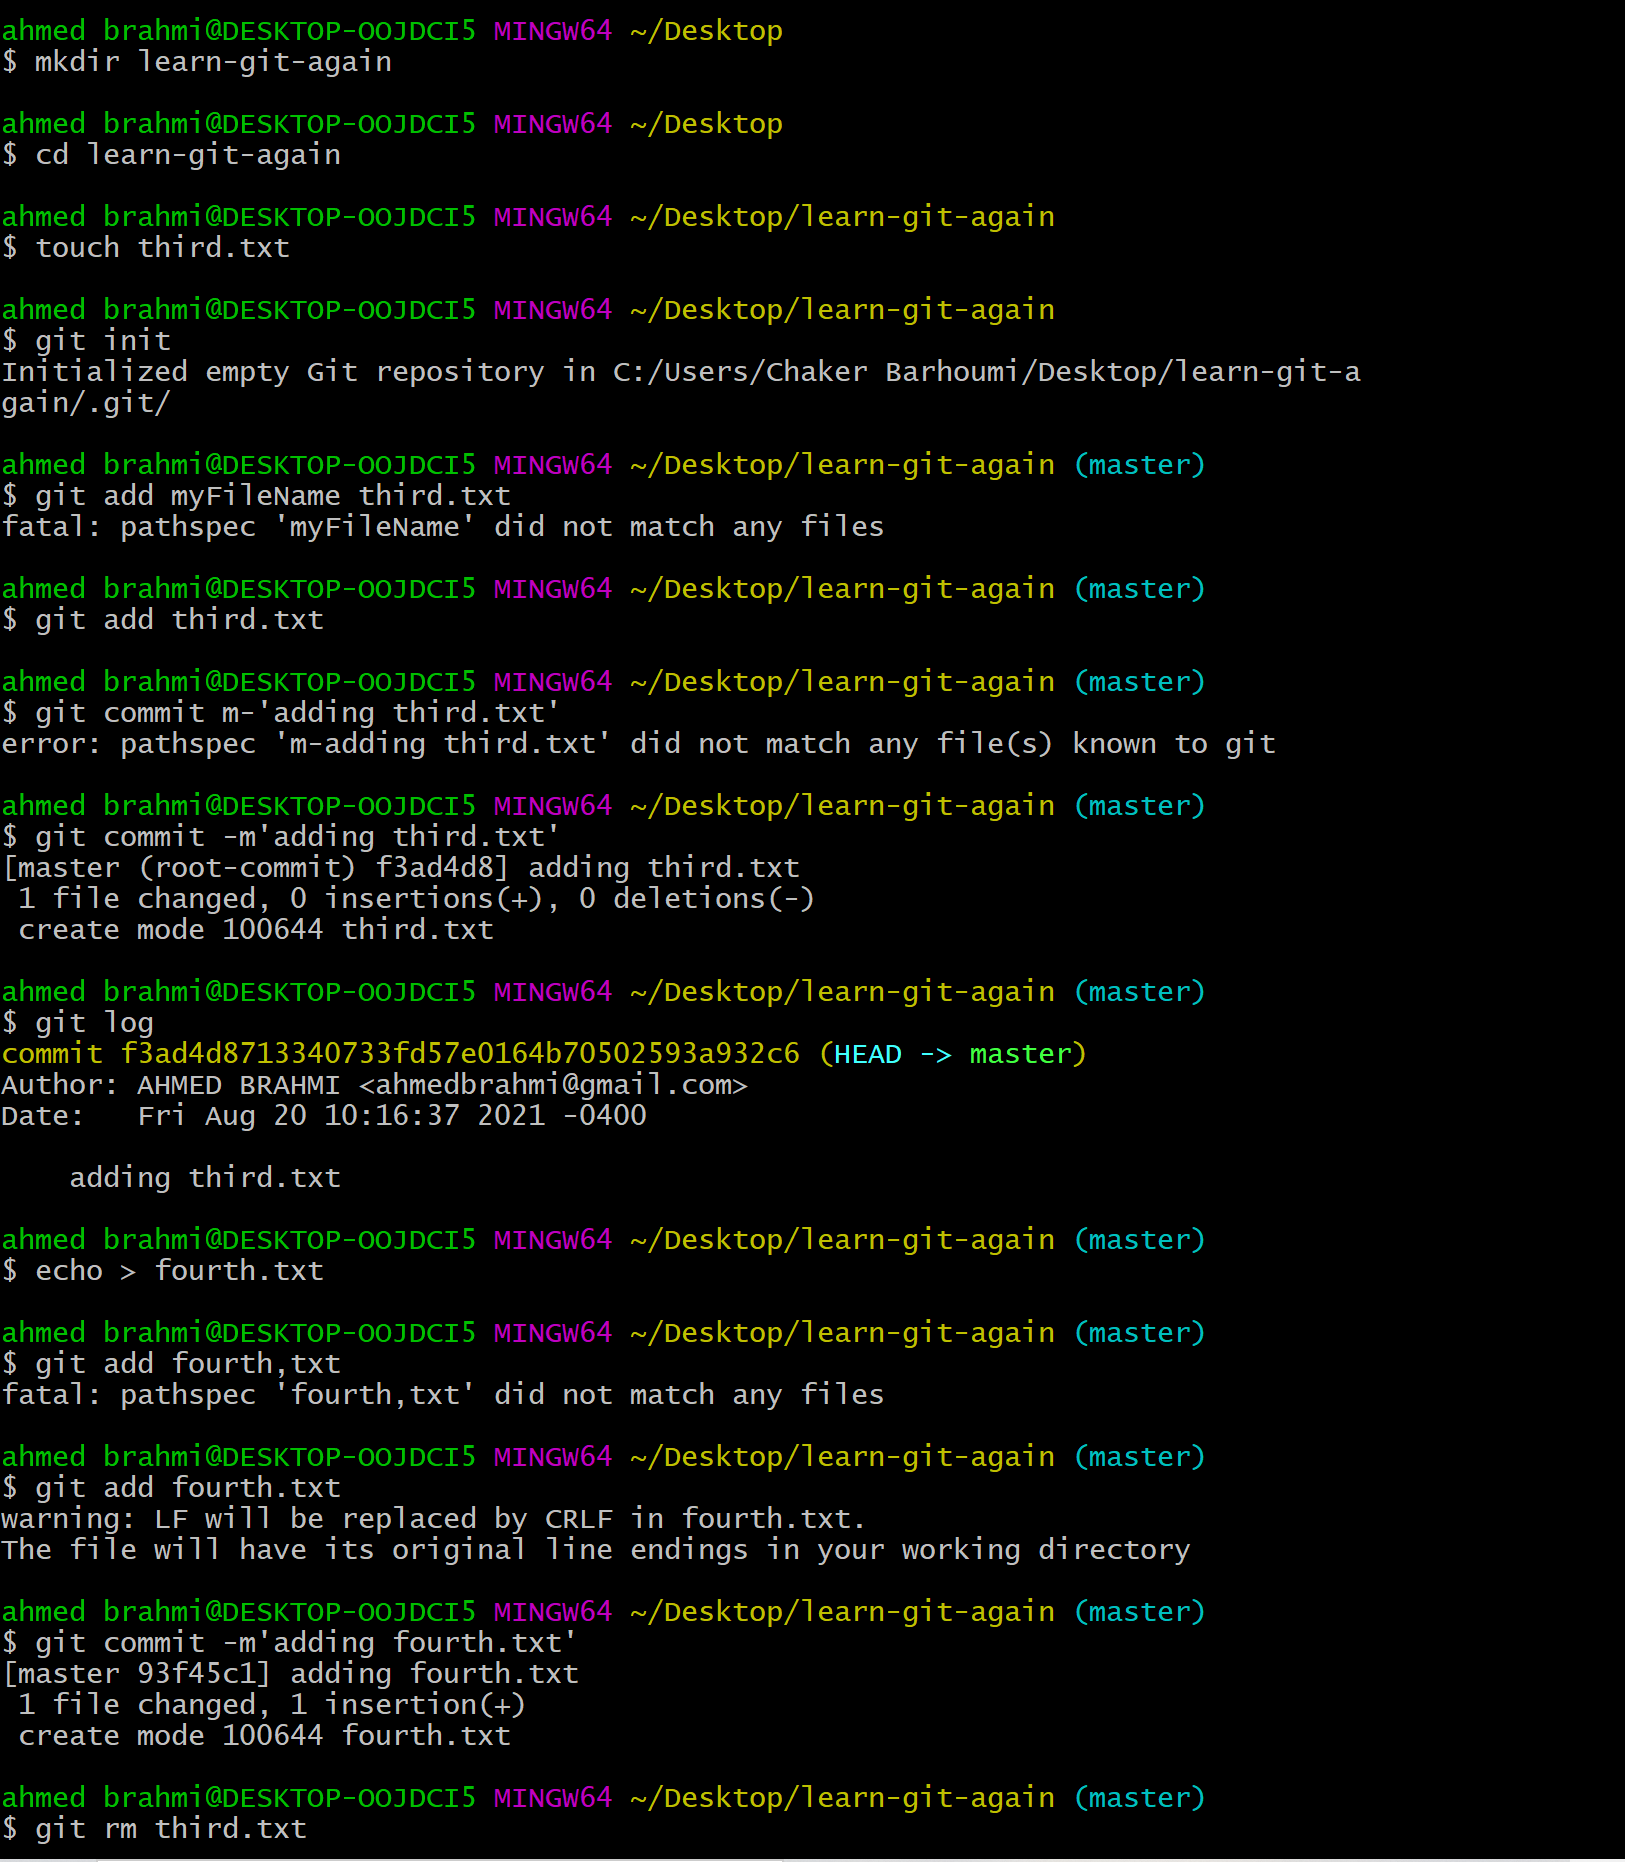 ahmed brahmi@DESKTOP-OOJDCI5 MINGW64 ~/Desktop
$ mkdir learn-git-again
ahmed brahmi@DESKTOP-OOJDCI5 MINGW64 ~/Desktop
$ cd learn-git-again
ahmed brahmi@DESKTOP-OOJDCI5 MINGW64 ~/Desktop/learn-git-again
$ touch third.txt
ahmed brahmi@DESKTOP-OOJDCI5 MINGW64 ~/Desktop/learn-git-again
$ git init
Initialized empty Git repository in C:/Users/Chaker Barhoumi/Desktop/learn-git-a
gain/.git/
ahmed brahmi@DESKTOP-OOJDCI5 MINGW64 ~/Desktop/learn-git-again (master)
$ git add myFileName third.txt
fatal: pathspec 'myFileName' did not match any files
ahmed brahmi@DESKTOP-OOJDCI5 MINGW64 ~/Desktop/learn-git-again (master)
$ git add third.txt
ahmed brahmi@DESKTOP-OOJDCI5 MINGW64 ~/Desktop/learn-git-again (master)
$ git commit m-'adding third.txt'
error: pathspec 'm-adding third.txt' did not match any file(s) known to git
ahmed brahmi@DESKTOP-OOJDCI5 MINGW64 ~/Desktop/learn-git-again (master)
$ git commit -m'adding third.txt'
[master (root-commit) f3ad4d8] adding third.txt
 1 file changed, 0 insertions(+), 0 deletions(-)
 create mode 100644 third.txt
ahmed brahmi@DESKTOP-OOJDCI5 MINGW64 ~/Desktop/learn-git-again (master)
$ git log
commit f3ad4d8713340733fd57e0164b70502593a932c6 (HEAD -> master)
Author: AHMED BRAHMI <ahmedbrahmi@gmail.com>
Date:   Fri Aug 20 10:16:37 2021 -0400
    adding third.txt
ahmed brahmi@DESKTOP-OOJDCI5 MINGW64 ~/Desktop/learn-git-again (master)
$ echo > fourth.txt
ahmed brahmi@DESKTOP-OOJDCI5 MINGW64 ~/Desktop/learn-git-again (master)
$ git add fourth,txt
fatal: pathspec 'fourth,txt' did not match any files
ahmed brahmi@DESKTOP-OOJDCI5 MINGW64 ~/Desktop/learn-git-again (master)
$ git add fourth.txt
warning: LF will be replaced by CRLF in fourth.txt.
The file will have its original line endings in your working directory
ahmed brahmi@DESKTOP-OOJDCI5 MINGW64 ~/Desktop/learn-git-again (master)
$ git commit -m'adding fourth.txt'
[master 93f45c1] adding fourth.txt
 1 file changed, 1 insertion(+)
 create mode 100644 fourth.txt
ahmed brahmi@DESKTOP-OOJDCI5 MINGW64 ~/Desktop/learn-git-again (master)
$ git rm third.txt